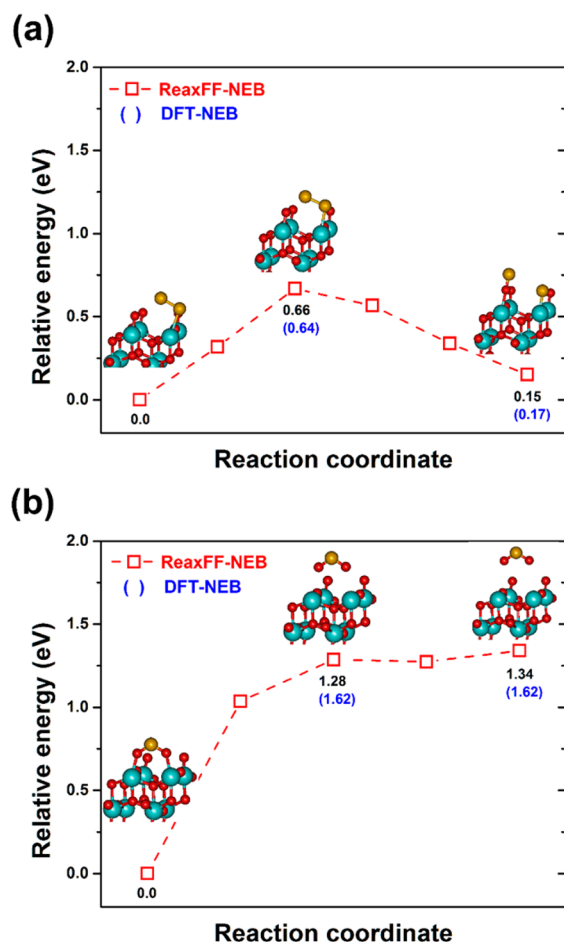 (a)
2.0
ReaxFF-NEB
( ) DFT-NEB
1.5
1.0
0.5
0.0
Relative energy (eV)
0.66
(0.64)
0.15
(0.17)
0.0
Reaction coordinate
(b)
2.0
ReaxFF-NEB
( ) DFT-NEB
1.5
1.0
0.5
0.0
Relative energy (eV)
1.28
(1.62)
1.34
(1.62)
0.0
Reaction coordinate